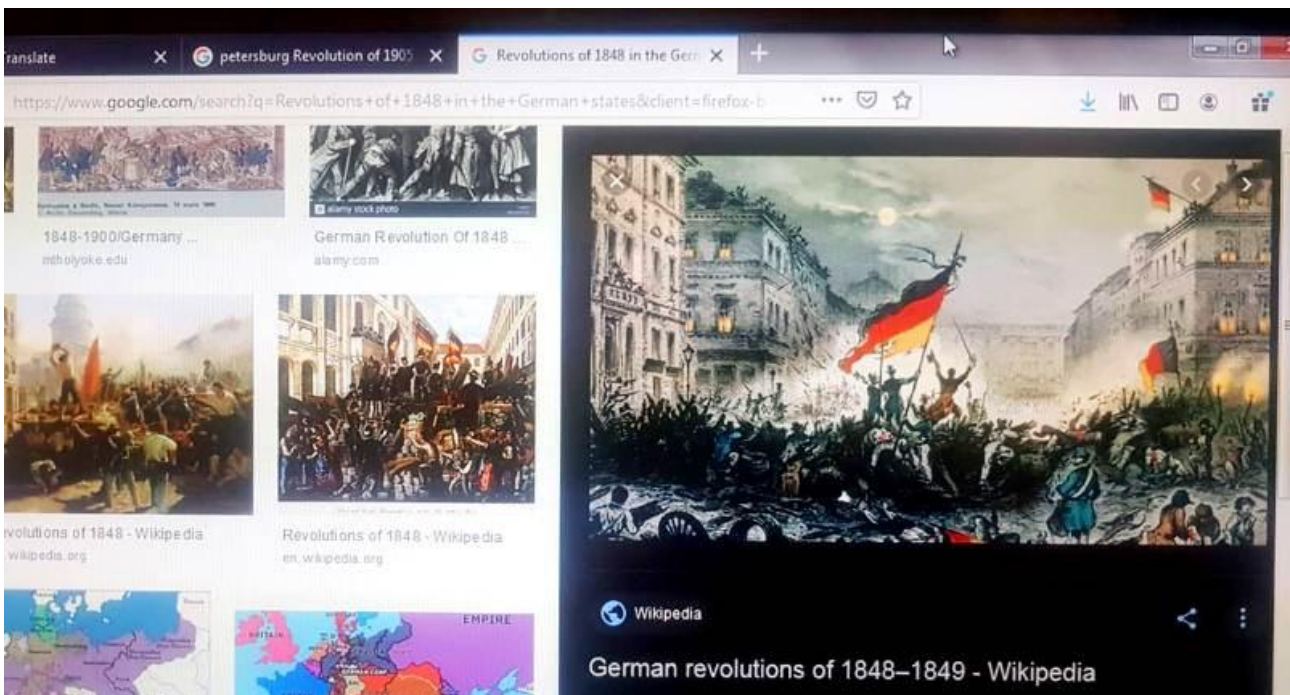 ranslate
petersburg Revolution of 1905
Revolutions of 1848 in the Gern
https://www.google.com/search?q=Revolutions+of+1848+in+the+German+states&client=firefox-b
alamy stock photo
1848-1900/Germany ...
mtholyoke.edu
German Revolution Of 1848 ...
alamy.com
evolutions of 1848 - Wikipedia
wikipedia.org
Revolutions of 1848 - Wikipedia
en.wikipedia.org
BRITAIN
EMPIRE
Wikipedia
German revolutions of 1848–1849 - Wikipedia